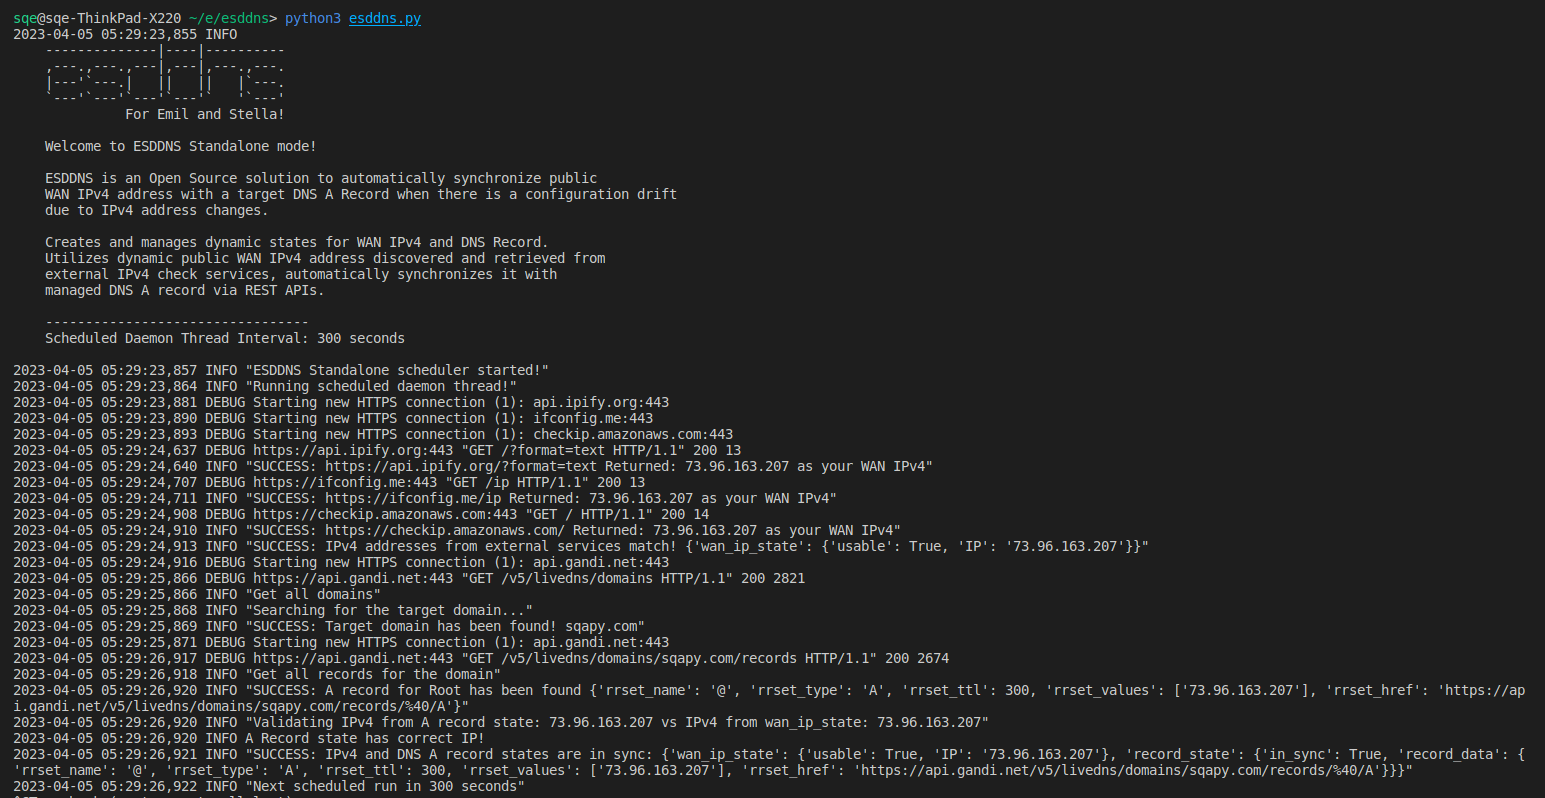 sqe@sqe-ThinkPad-X220 ~/e/esddns> python3 esddns.py
2023-04-05 05:29:23,855 INFO
    --------------|----|----------
    ,---.,---.,---|,---|,---.,---.
    |---'`---.|   ||   ||   |`---.
    `---'`---'`---'`---'`   '`---'
              For Emil and Stella!
    Welcome to ESDDNS Standalone mode!
    ESDDNS is an Open Source solution to automatically synchronize public
    WAN IPv4 address with a target DNS A Record when there is a configuration drift
    due to IPv4 address changes.
    Creates and manages dynamic states for WAN IPv4 and DNS Record.
    Utilizes dynamic public WAN IPv4 address discovered and retrieved from
    external IPv4 check services, automatically synchronizes it with
    managed DNS A record via REST APIs.
    ---------------------------------
    Scheduled Daemon Thread Interval: 300 seconds
2023-04-05 05:29:23,857 INFO "ESDDNS Standalone scheduler started!"
2023-04-05 05:29:23,864 INFO "Running scheduled daemon thread!"
2023-04-05 05:29:23,881 DEBUG Starting new HTTPS connection (1): api.ipify.org:443
2023-04-05 05:29:23,890 DEBUG Starting new HTTPS connection (1): ifconfig.me:443
2023-04-05 05:29:23,893 DEBUG Starting new HTTPS connection (1): checkip.amazonaws.com:443
2023-04-05 05:29:24,637 DEBUG https://api.ipify.org:443 "GET /?format=text HTTP/1.1" 200 13
2023-04-05 05:29:24,640 INFO "SUCCESS: https://api.ipify.org/?format=text Returned: 73.96.163.207 as your WAN IPv4"
2023-04-05 05:29:24,707 DEBUG https://ifconfig.me:443 "GET /ip HTTP/1.1" 200 13
2023-04-05 05:29:24,711 INFO "SUCCESS: https://ifconfig.me/ip Returned: 73.96.163.207 as your WAN IPv4"
2023-04-05 05:29:24,908 DEBUG https://checkip.amazonaws.com:443 "GET / HTTP/1.1" 200 14
2023-04-05 05:29:24,910 INFO "SUCCESS: https://checkip.amazonaws.com/ Returned: 73.96.163.207 as your WAN IPv4"
2023-04-05 05:29:24,913 INFO "SUCCESS: IPv4 addresses from external services match! {'wan_ip_state': {'usable': True, 'IP': '73.96.163.207'}}"
2023-04-05 05:29:24,916 DEBUG Starting new HTTPS connection (1): api.gandi.net:443
2023-04-05 05:29:25,866 DEBUG https://api.gandi.net:443 "GET /v5/livedns/domains HTTP/1.1" 200 2821
2023-04-05 05:29:25,866 INFO "Get all domains"
2023-04-05 05:29:25,868 INFO "Searching for the target domain..."
2023-04-05 05:29:25,869 INFO "SUCCESS: Target domain has been found! sqapy.com"
2023-04-05 05:29:25,871 DEBUG Starting new HTTPS connection (1): api.gandi.net:443
2023-04-05 05:29:26,917 DEBUG https://api.gandi.net:443 "GET /v5/livedns/domains/sqapy.com/records HTTP/1.1" 200 2674
2023-04-05 05:29:26,918 INFO "Get all records for the domain"
2023-04-05 05:29:26,920 INFO "SUCCESS: A record for Root has been found {'rrset_name': '@', 'rrset_type': 'A', 'rrset_ttl': 300, 'rrset_values': ['73.96.163.207'], 'rrset_href': 'https://ap
i.gandi.net/v5/livedns/domains/sqapy.com/records/%40/A'}"
2023-04-05 05:29:26,920 INFO "Validating IPv4 from A record state: 73.96.163.207 vs IPv4 from wan_ip_state: 73.96.163.207"
2023-04-05 05:29:26,920 INFO A Record state has correct IP!
2023-04-05 05:29:26,921 INFO "SUCCESS: IPv4 and DNS A record states are in sync: {'wan_ip_state': {'usable': True, 'IP': '73.96.163.207'}, 'record_state': {'in_sync': True, 'record_data': {
'rrset_name': '@', 'rrset_type': 'A', 'rrset_ttl': 300, 'rrset_values': ['73.96.163.207'], 'rrset_href': 'https://api.gandi.net/v5/livedns/domains/sqapy.com/records/%40/A'}}}"
2023-04-05 05:29:26,922 INFO "Next scheduled run in 300 seconds"